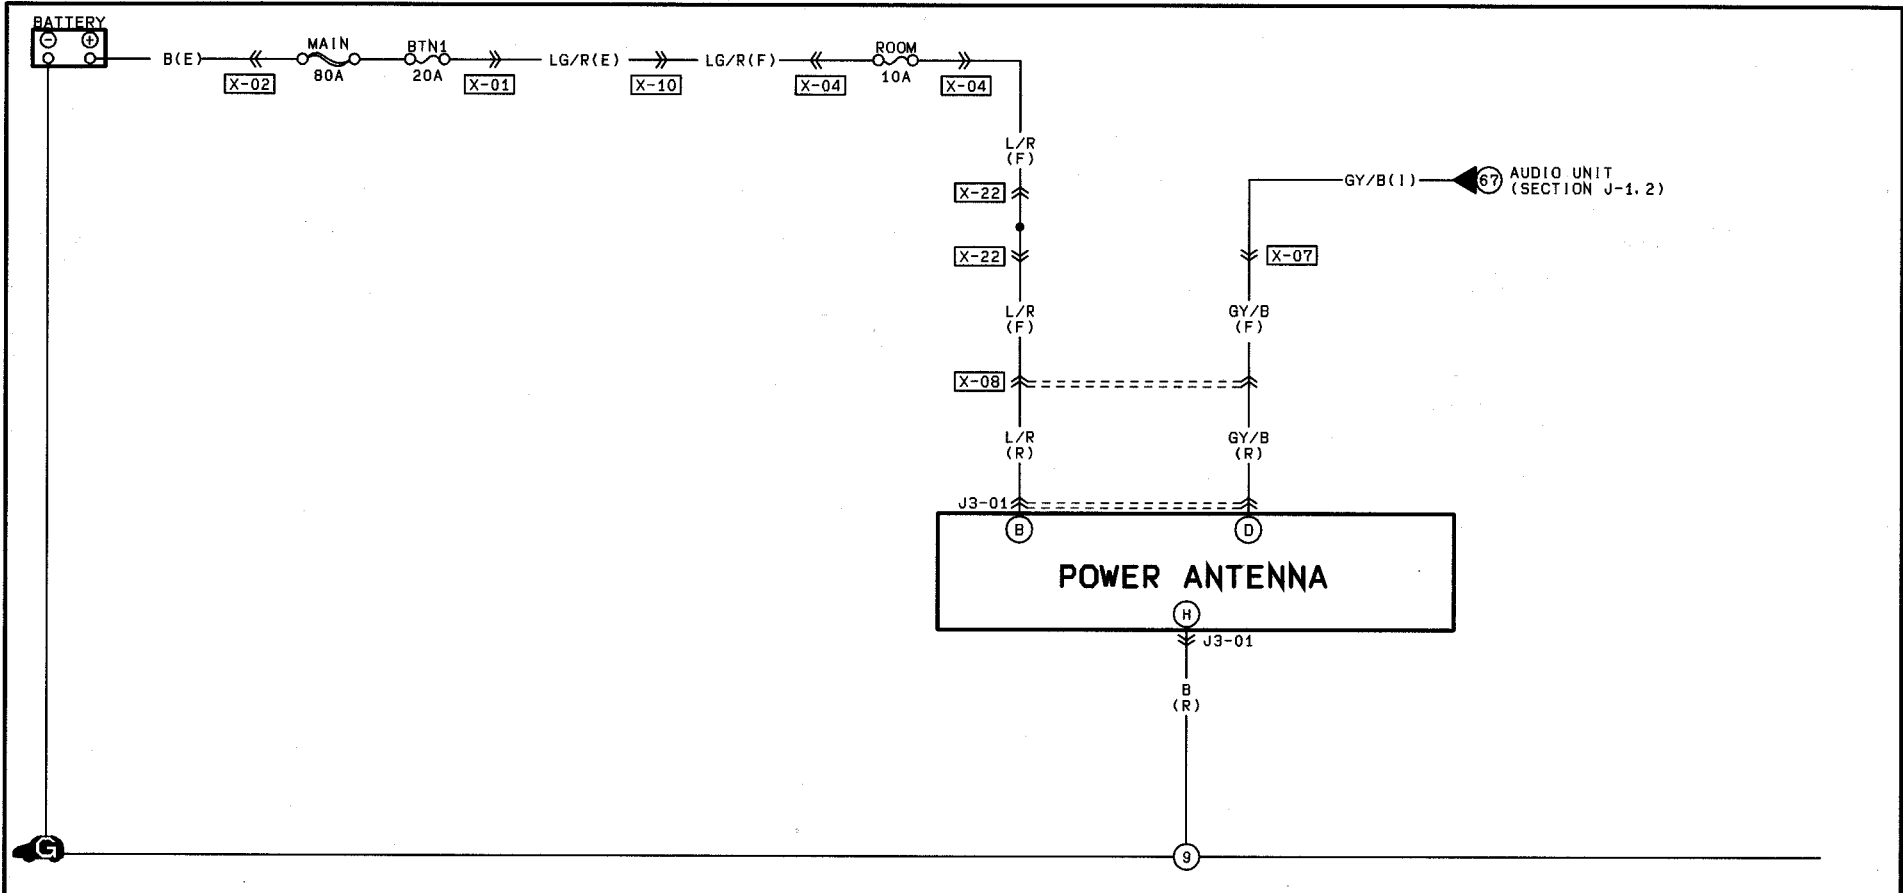 BATTERY
⊖ ⊕
B(E)
X-02
MAIN
80A
BTN1
20A
X-01
LG/R(E)
X-10
LG/R(F)
X-04
ROOM
10A
X-04
L/R
(F)
X-22
X-22
L/R
(F)
X-08
L/R
(R)
GY/B(I)
67 AUDIO UNIT
(SECTION J-1.2)
X-07
GY/B
(F)
GY/B
(R)
J3-01
B
D
POWER ANTENNA
H
J3-01
B
(R)
G
9